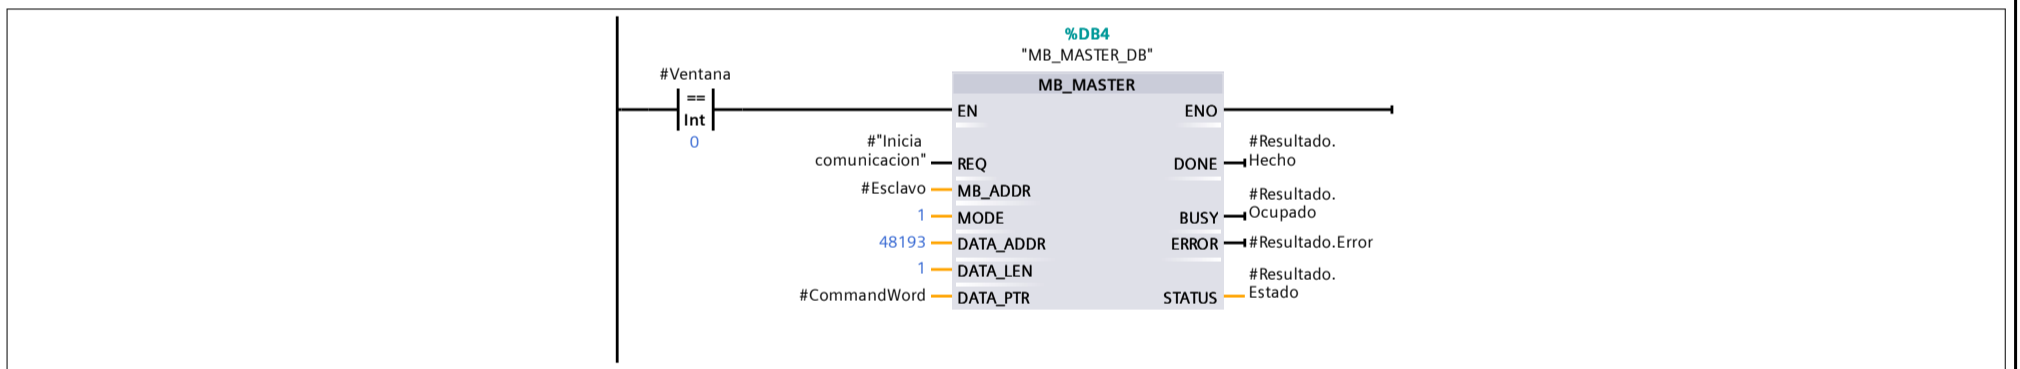 %DB4
"MB_MASTER_DB"
#Ventana
==
Int
0
MB_MASTER
EN
ENO
#"Inicia
comunicacion"
REQ
#Esclavo
MB_ADDR
1
MODE
48193
DATA_ADDR
1
DATA_LEN
#CommandWord
DATA_PTR
DONE
#Resultado.
Hecho
BUSY
#Resultado.
Ocupado
ERROR
#Resultado.Error
STATUS
#Resultado.
Estado